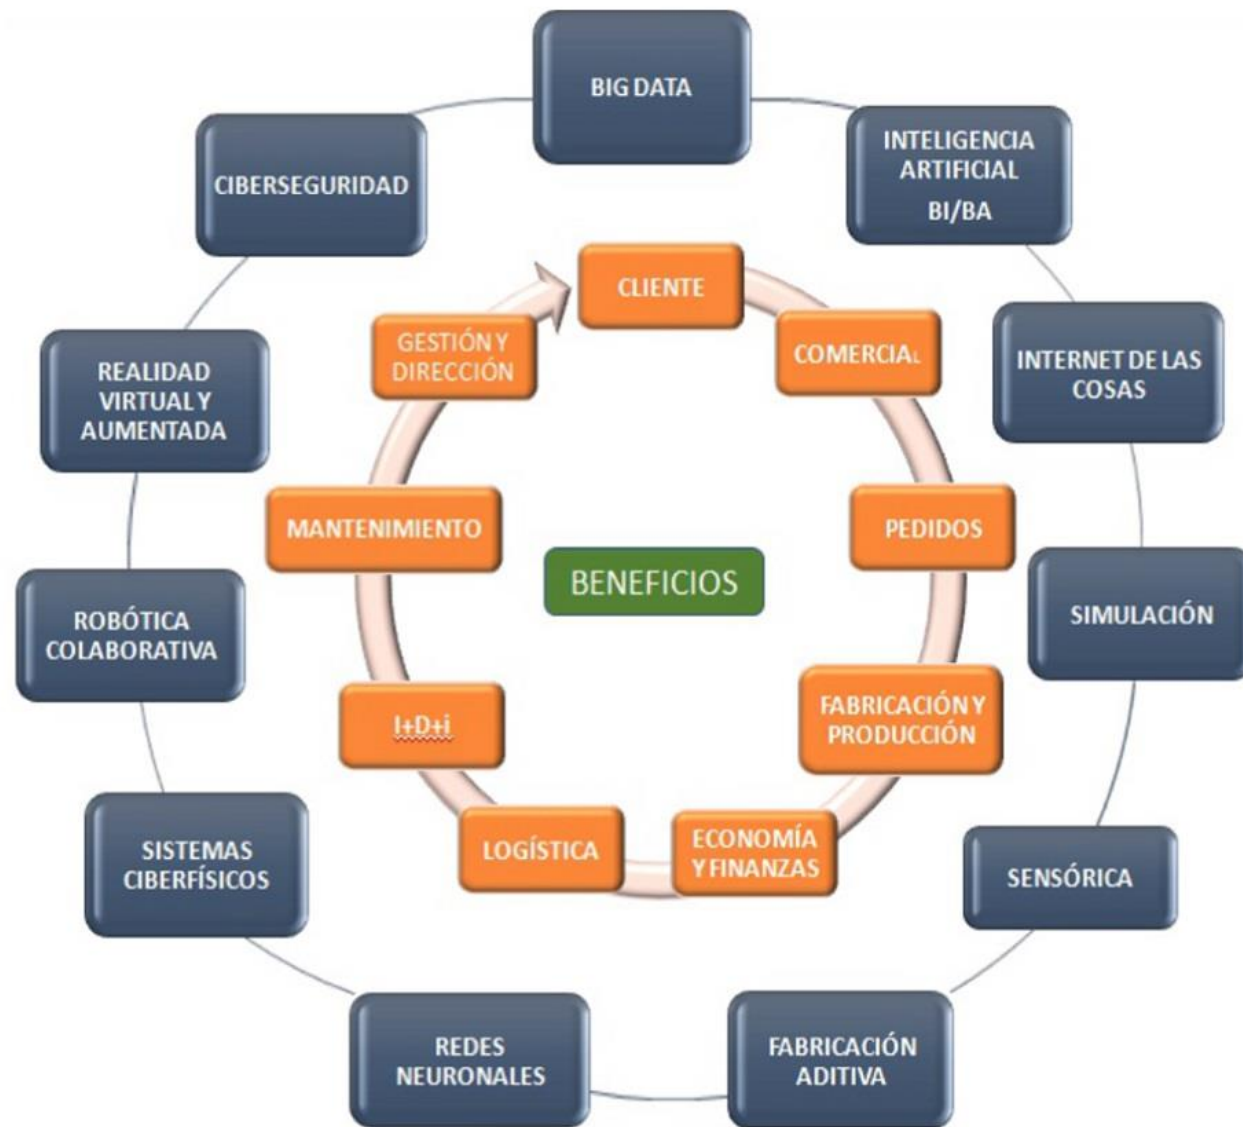 BIG DATA
INTELIGENCIA
ARTIFICIAL
BI/BA
INTERNET DE LAS
COSAS
SIMULACIÓN
SENSÓRICA
FABRICACIÓN
ADITIVA
REDES
NEURONALES
SISTEMAS
CIBERFÍSICOS
ROBÓTICA
COLABORATIVA
REALIDAD
VIRTUAL Y
AUMENTADA
CIBERSEGURIDAD
CLIENTE
COMERCIAL
PEDIDOS
FABRICACIÓN Y
PRODUCCIÓN
ECONOMÍA
Y FINANZAS
LOGÍSTICA
I+D+i
MANTENIMIENTO
GESTIÓN Y
DIRECCIÓN
BENEFICIOS